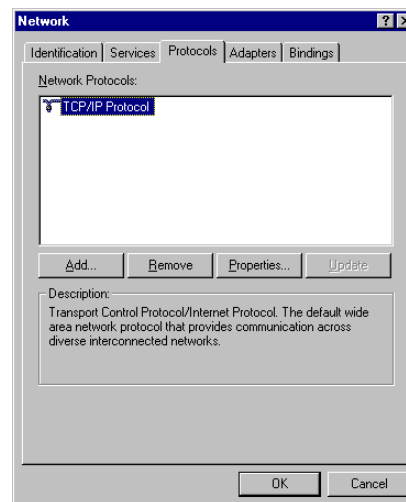 Network
Identification Services Protocols Adapters Bindings
Network Protocols:
TCP/IP Protocol
Add... Remove Properties... Update
Description:
Transport Control Protocol/Internet Protocol. The default wide
area network protocol that provides communication across
diverse interconnected networks.
OK Cancel